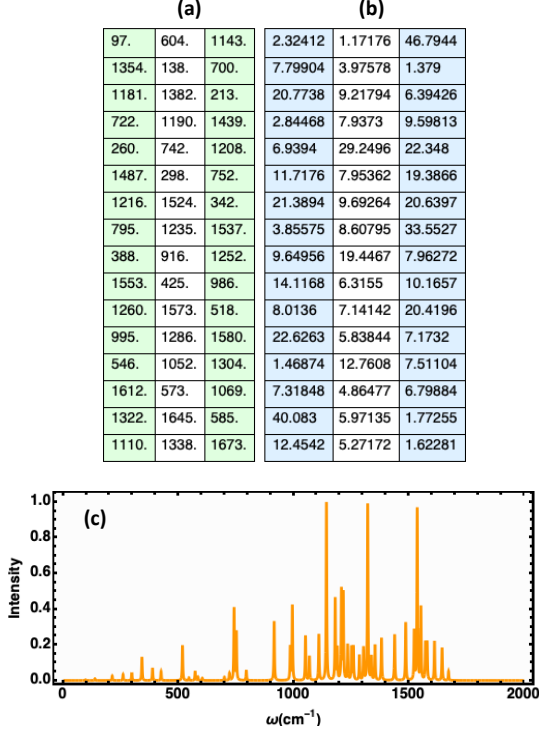 (a) (b)
97. 604. 1143. 2.32412 1.17176 46.7944
1354. 138. 700. 7.79904 3.97578 1.379
1181. 1382. 213. 20.7738 9.21794 6.39426
722. 1190. 1439. 2.84468 7.9373 9.59813
260. 742. 1208. 6.9394 29.2496 22.348
1487. 298. 752. 11.7176 7.95362 19.3866
1216. 1524. 342. 21.3894 9.69264 20.6397
795. 1235. 1537. 3.85575 8.60795 33.5527
388. 916. 1252. 9.64956 19.4467 7.96272
1553. 425. 986. 14.1168 6.3155 10.1657
1260. 1573. 518. 8.0136 7.14142 20.4196
995. 1286. 1580. 22.6263 5.83844 7.1732
546. 1052. 1304. 1.46874 12.7608 7.51104
1612. 573. 1069. 7.31848 4.86477 6.79884
1322. 1645. 585. 40.083 5.97135 1.77255
1110. 1338. 1673. 12.4542 5.27172 1.62281
(c)
Intensity
1.0
0.8
0.6
0.4
0.2
0.0
0 500 1000 1500 2000
ω(cm⁻¹)